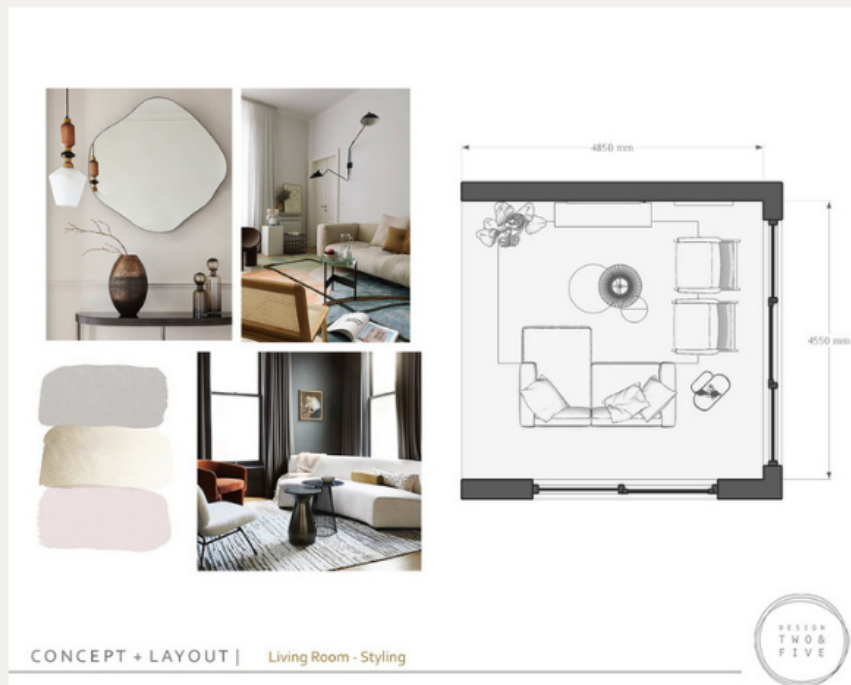 4850 mm
4550 mm
CONCEPT + LAYOUT |
Living Room - Styling
DESIGN
TWO &
FIVE